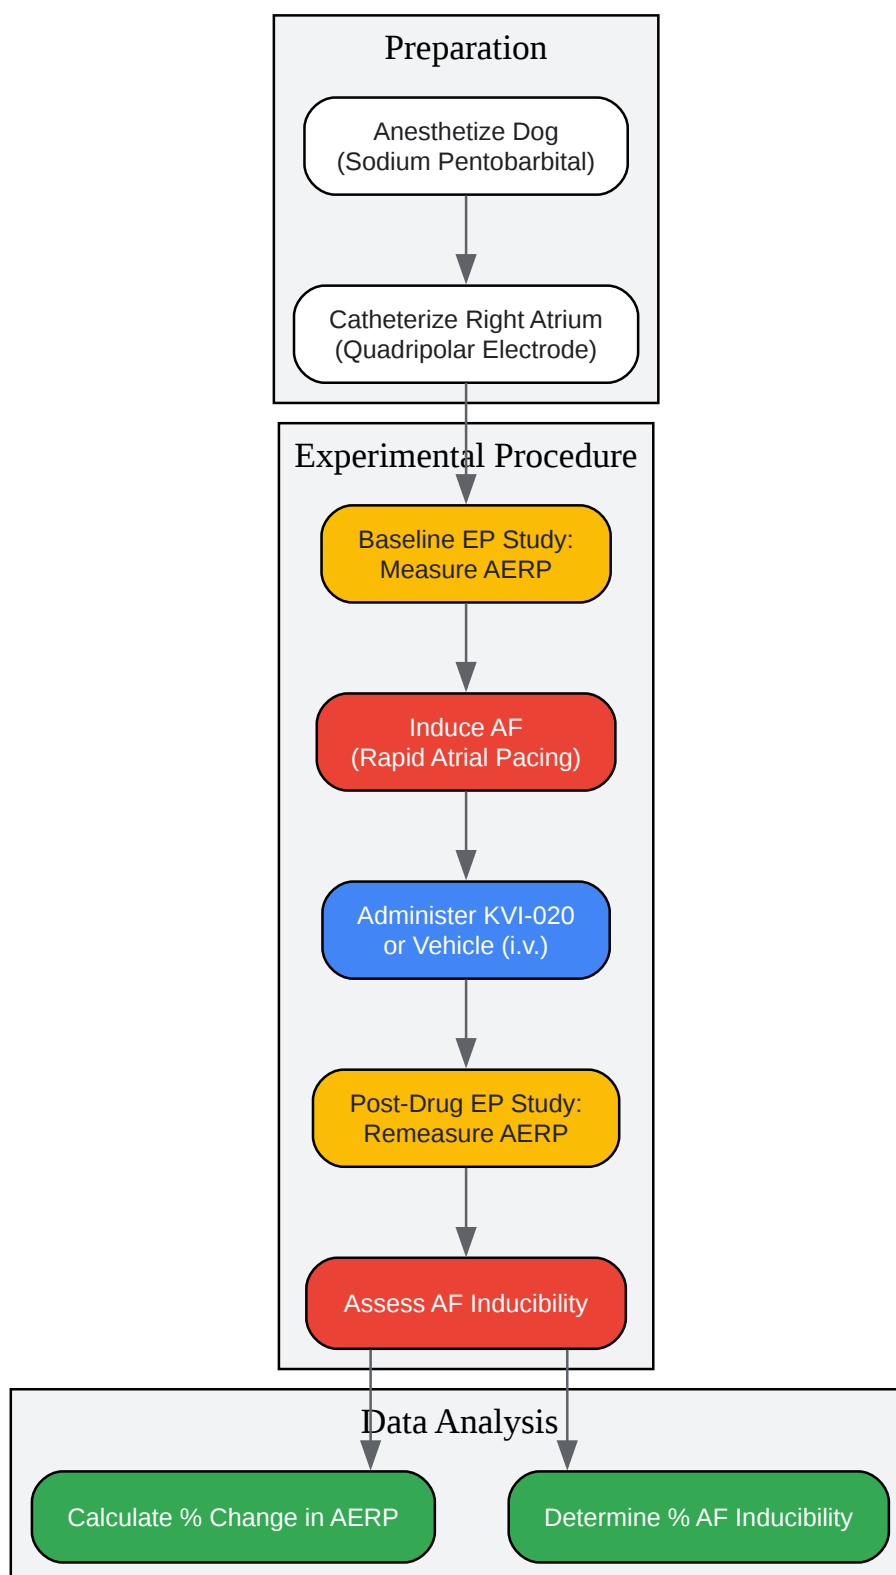 Preparation
Anesthetize Dog
(Sodium Pentobarbital)
Catheterize Right Atrium
(Quadripolar Electrode)
Experimental Procedure
Baseline EP Study:
Measure AERP
Induce AF
(Rapid Atrial Pacing)
Administer KVI-020
or Vehicle (i.v.)
Post-Drug EP Study:
Remeasure AERP
Assess AF Inducibility
Data Analysis
Calculate % Change in AERP
Determine % AF Inducibility